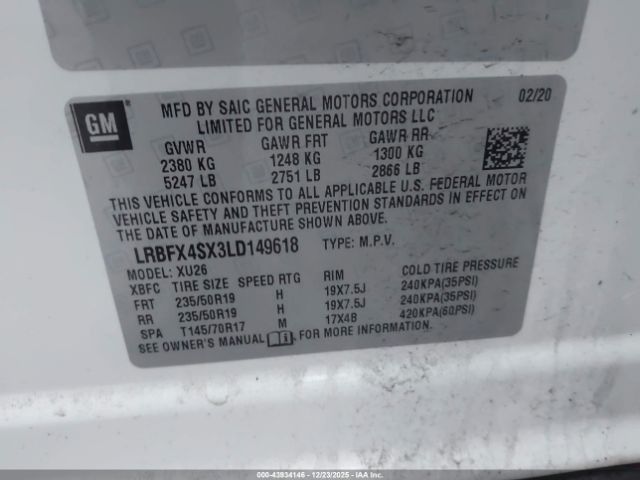 GM
MFD BY SAIC GENERAL MOTORS CORPORATION 02/20
LIMITED FOR GENERAL MOTORS LLC
GVWR GAWR FRT GAWR RR
2380 KG 1248 KG 1300 KG
5247 LB 2751 LB 2866 LB
THIS VEHICLE CONFORMS TO ALL APPLICABLE U.S. FEDERAL MOTOR
VEHICLE SAFETY AND THEFT PREVENTION STANDARDS IN EFFECT ON
THE DATE OF MANUFACTURE SHOWN ABOVE.
LRBFX4SX3LD149618 TYPE: M.P.V.
MODEL: XU26
XBFC TIRE SIZE SPEED RTG RIM COLD TIRE PRESSURE
FRT 235/50R19 H 19X7.5J 240KPA(35PSI)
RR 235/50R19 H 19X7.5J 240KPA(35PSI)
SPA T145/70R17 M 17X4B 420KPA(60PSI)
SEE OWNER'S MANUAL FOR MORE INFORMATION.
000-43934146 - 12/23/2025 - IAA Vehicles